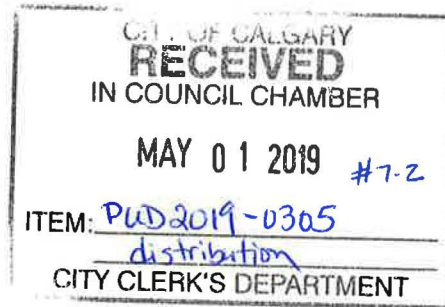 CITY OF CALGARY
RECEIVED
IN COUNCIL CHAMBER
MAY 01 2019 #7-2
ITEM: PUD2019-0305
distribution
CITY CLERK'S DEPARTMENT